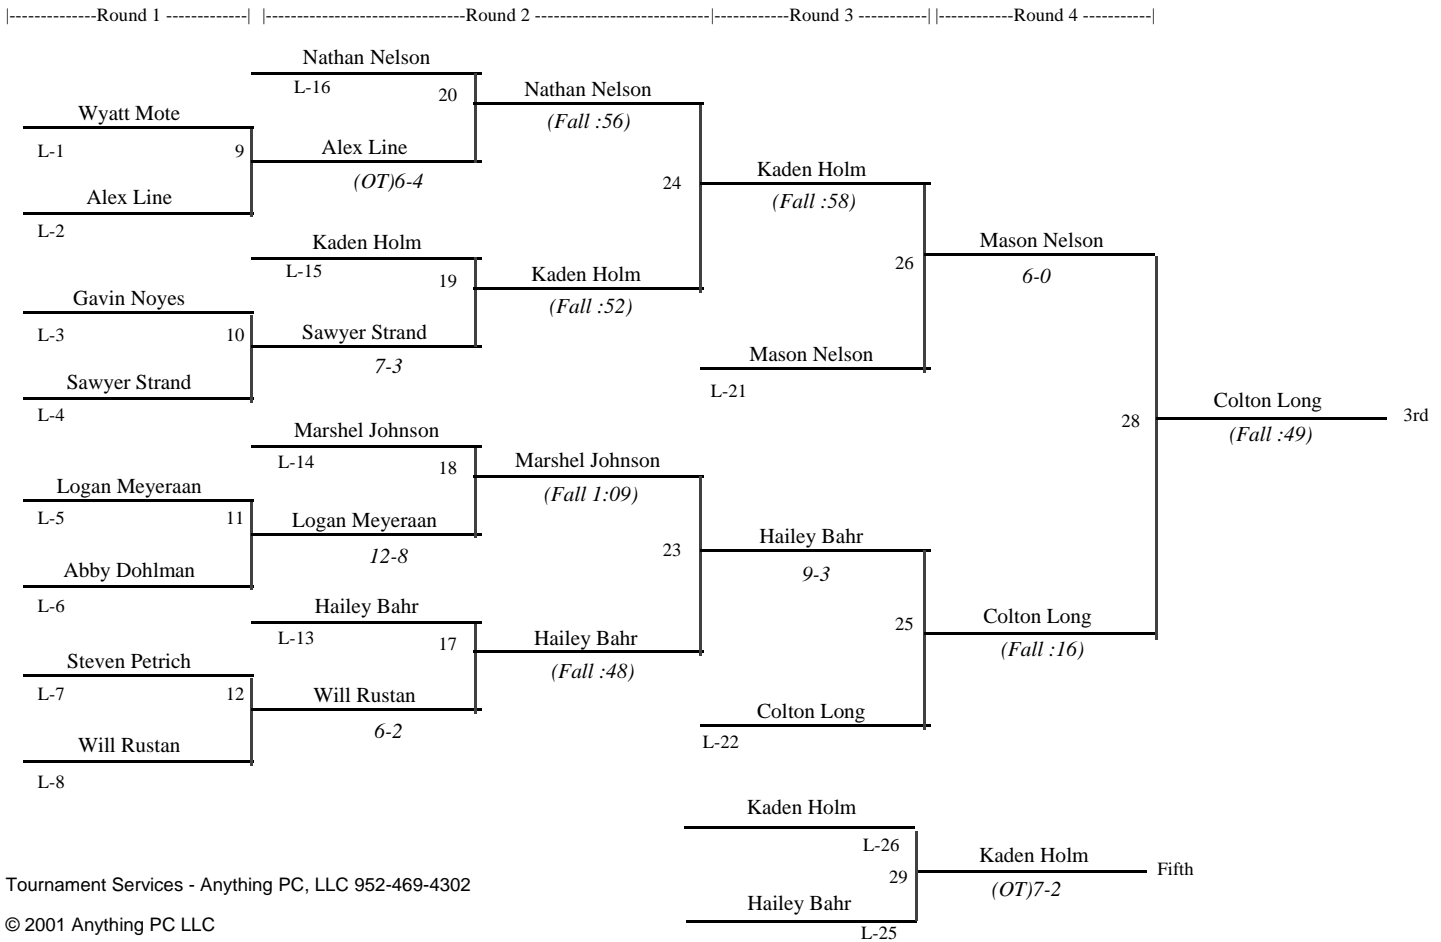 |-------------Round 1 -------------| |--------------------------------Round 2 ----------------------------|------------Round 3 -----------| |------------Round 4 -----------|
Nathan Nelson
L-16
20
Nathan Nelson
(Fall :56)
Wyatt Mote
L-1
9
Alex Line
(OT)6-4
Alex Line
L-2
24
Kaden Holm
(Fall :58)
Kaden Holm
L-15
19
Kaden Holm
(Fall :52)
Gavin Noyes
L-3
10
Sawyer Strand
7-3
Sawyer Strand
L-4
26
Mason Nelson
6-0
Mason Nelson
L-21
28
Colton Long
(Fall :49)
3rd
Marshel Johnson
L-14
18
Marshel Johnson
(Fall 1:09)
Logan Meyeraan
L-5
11
Logan Meyeraan
12-8
Abby Dohlman
L-6
23
Hailey Bahr
9-3
Hailey Bahr
L-13
17
Hailey Bahr
(Fall :48)
Steven Petrich
L-7
12
Will Rustan
6-2
Will Rustan
L-8
25
Colton Long
(Fall :16)
Colton Long
L-22
Kaden Holm
L-26
29
Kaden Holm
(OT)7-2
Fifth
Hailey Bahr
L-25
Tournament Services - Anything PC, LLC 952-469-4302
© 2001 Anything PC LLC